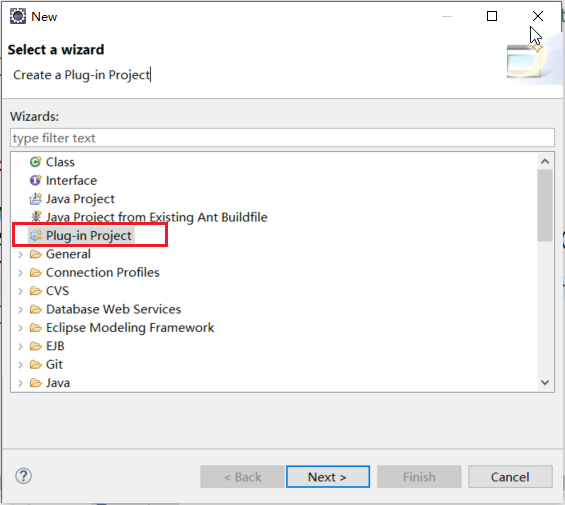 New
Select a wizard
Create a Plug-in Project
Wizards:
type filter text
Class
Interface
Java Project
Java Project from Existing Ant Buildfile
Plug-in Project
General
Connection Profiles
CVS
Database Web Services
Eclipse Modeling Framework
EJB
Git
Java
? < Back Next > Finish Cancel